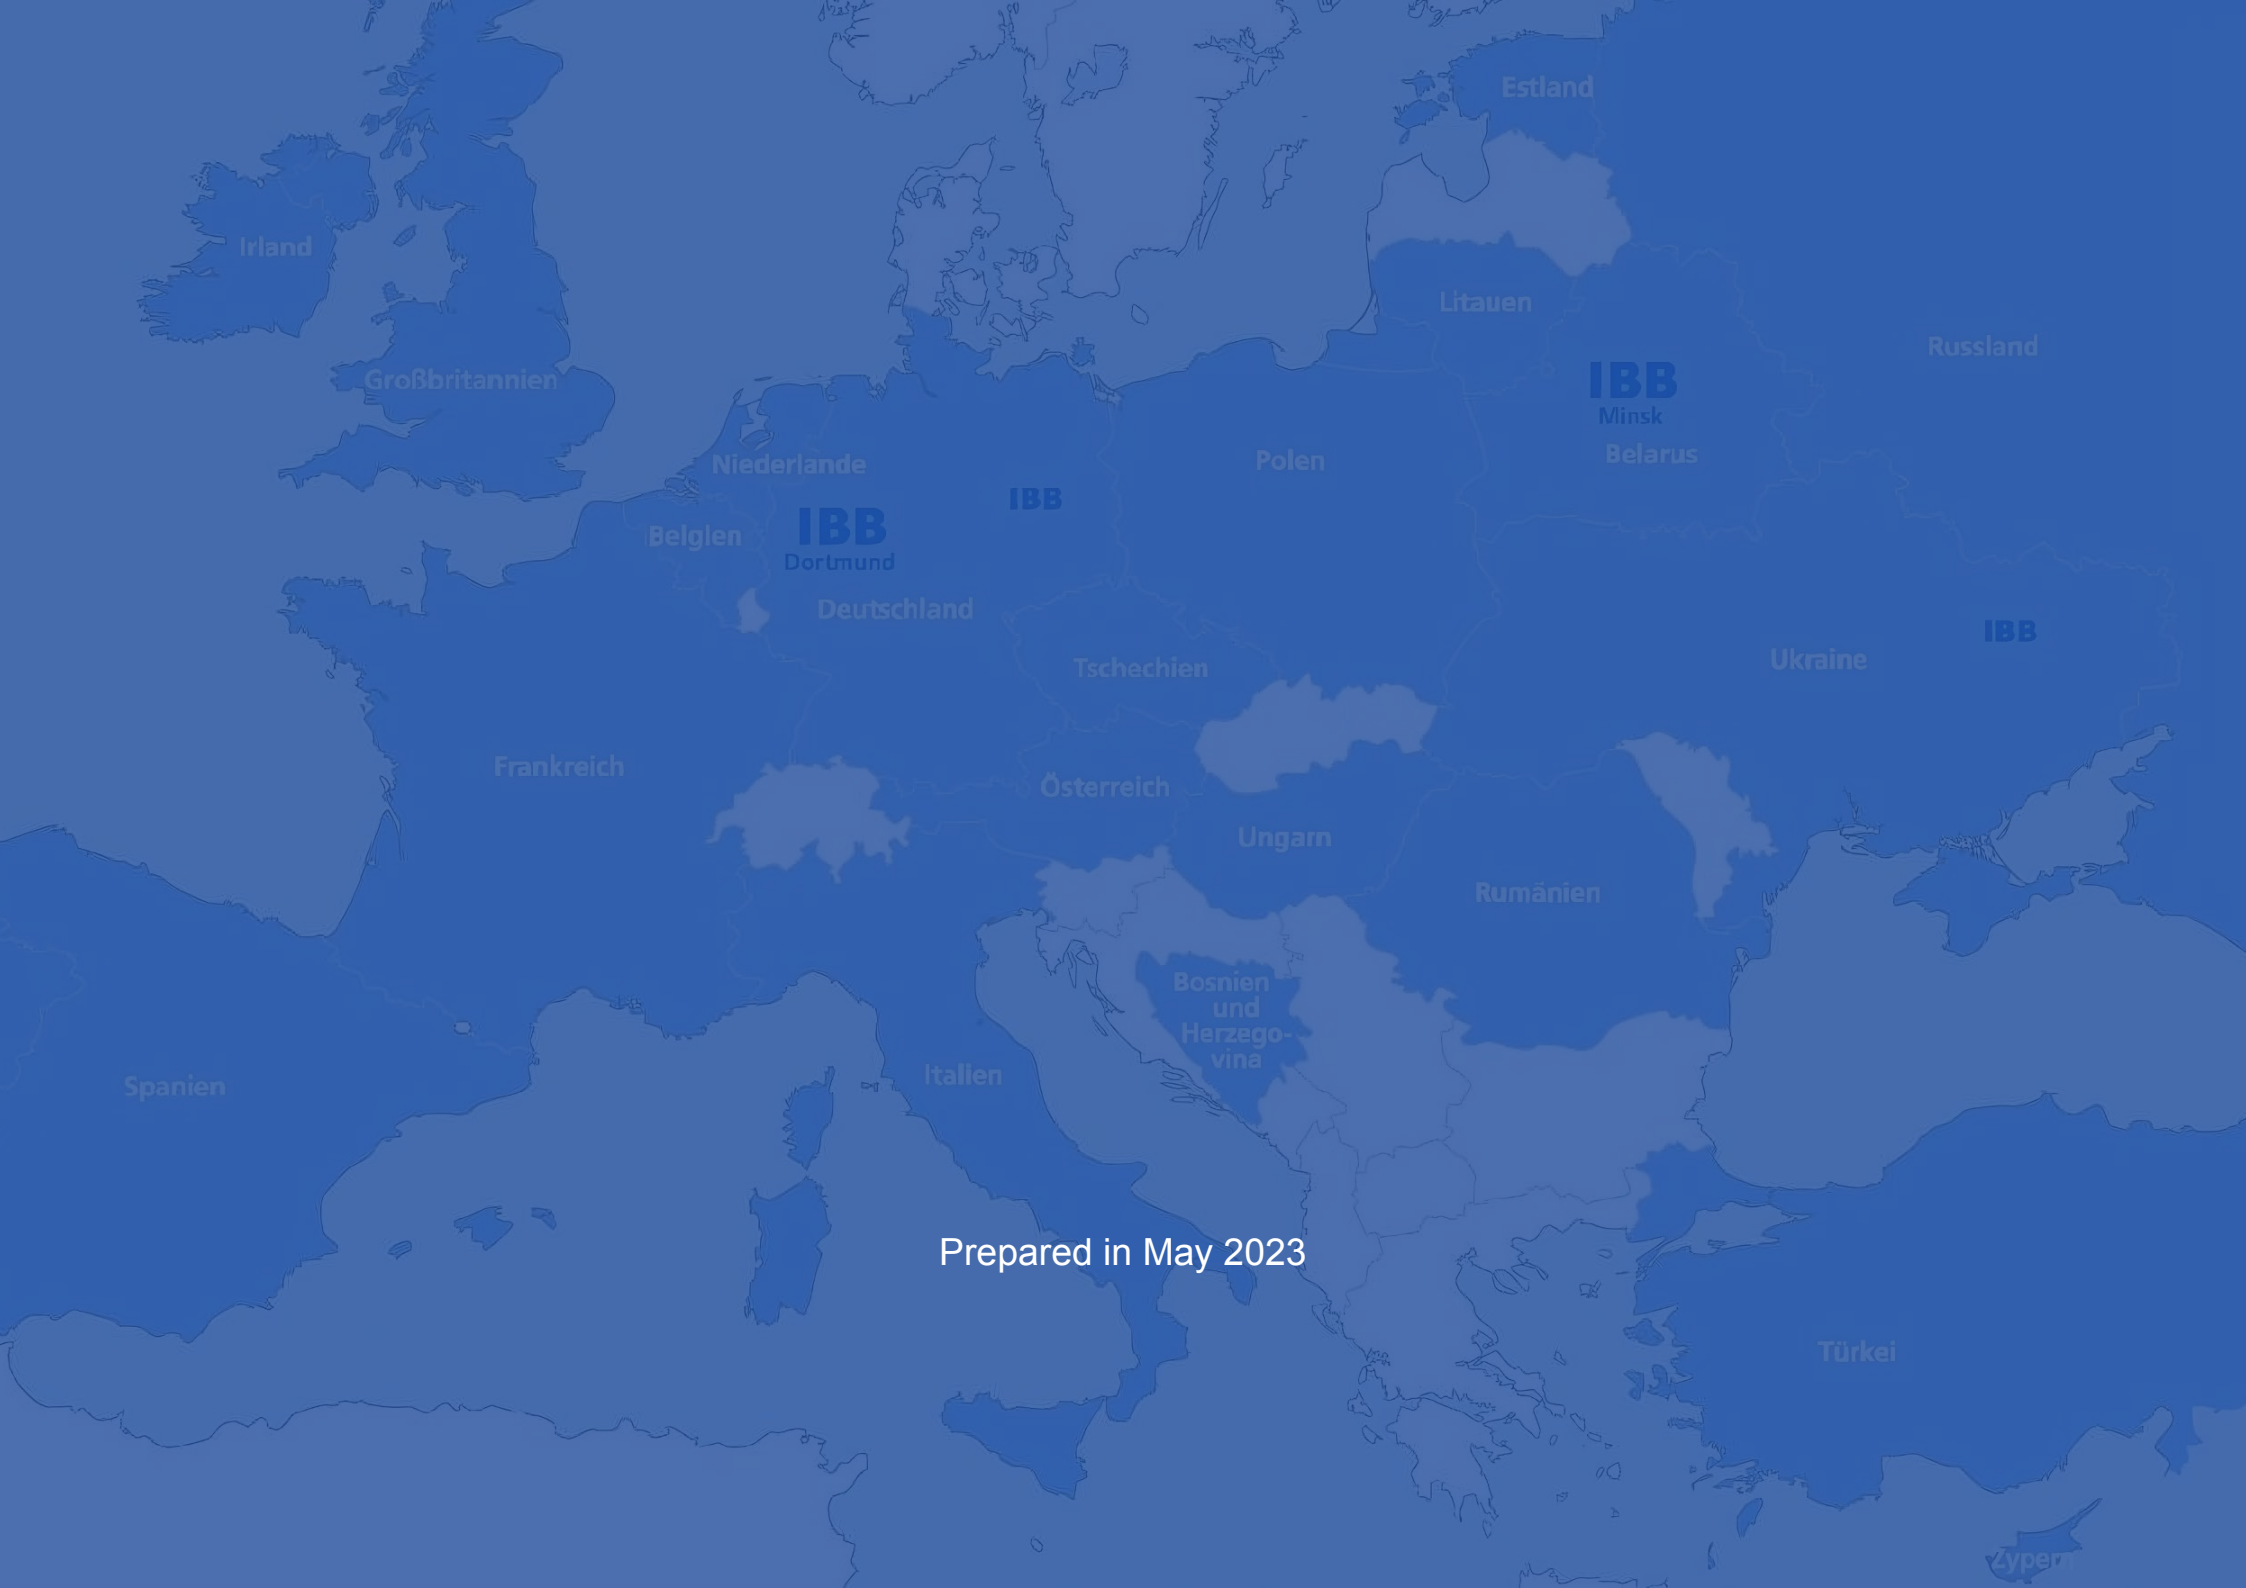 Estland
Irland
Litauen
Russland
Großbritannien
IBB
Minsk
Belarus
Niederlande
Polen
IBB
Belgien
IBB
Dortmund
Deutschland
IBB
Ukraine
Tschechien
Frankreich
Österreich
Ungarn
Rumänien
Bosnien
und
Herzego-
vina
Italien
Spanien
Prepared in May 2023
Türkei
Zypern